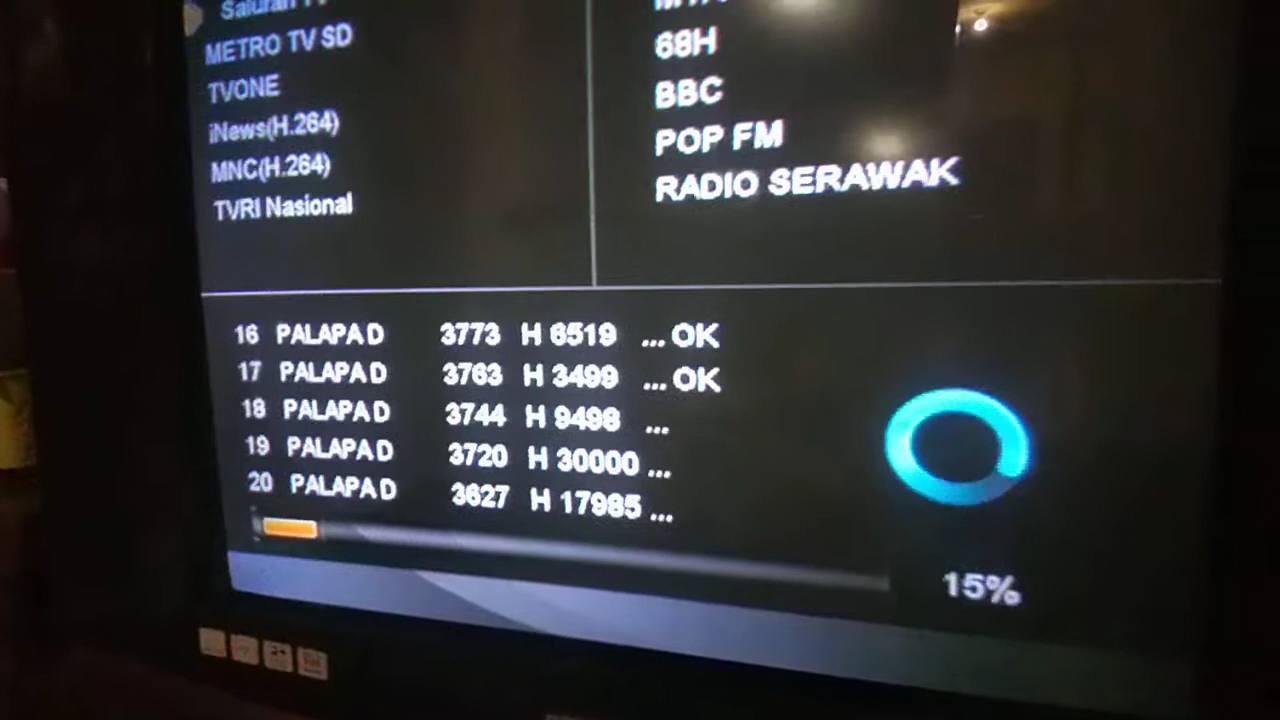 Saluran TV
METRO TV SD
TVONE
iNews(H.264)
MNC(H.264)
TVRI Nasional
68H
BBC
POP FM
RADIO SERAWAK
16 PALAPA D 3773 H 6519 ... OK
17 PALAPA D 3763 H 3499 ... OK
18 PALAPA D 3744 H 9498 ...
19 PALAPA D 3720 H 30000 ...
20 PALAPA D 3627 H 17985 ...
15%